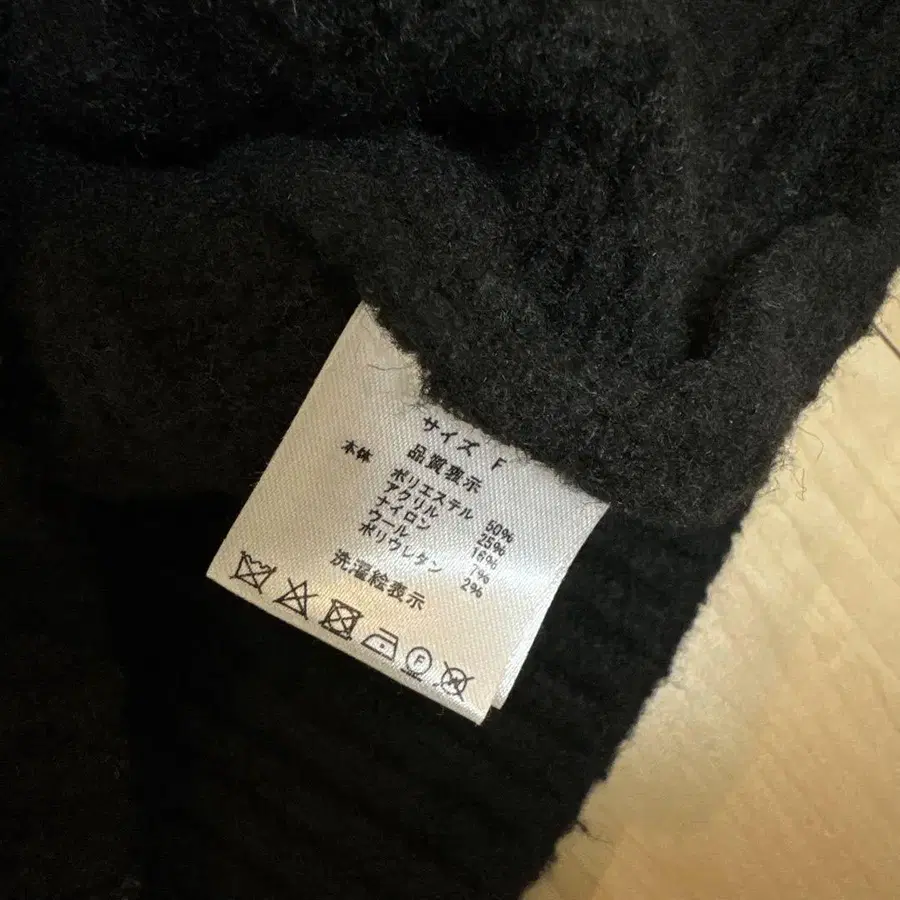 サイズ F
品質表示
本体 ポリエステル 50%
アクリル 25%
ナイロン 16%
ウール 7%
ポリウレタン 2%
洗濯絵表示
F W